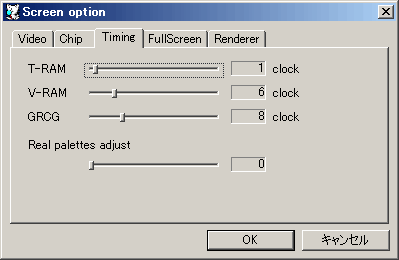 Screen option
Video Chip Timing FullScreen Renderer
T-RAM 1 clock
V-RAM 6 clock
GRCG 8 clock
Real palettes adjust
0
OK キャンセル